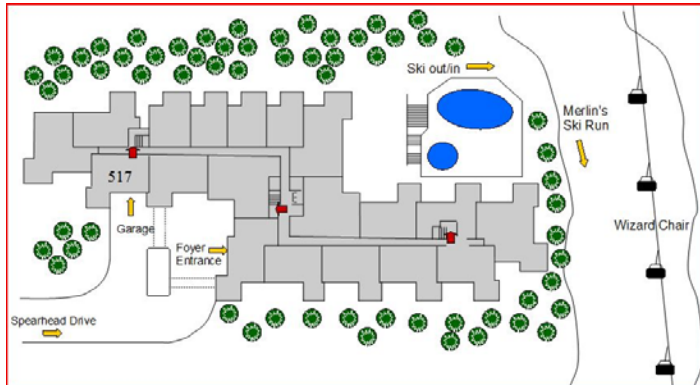 Ski out/in
Merlin's
Ski Run
517
Garage
Wizard Chair
Foyer
Entrance
Spearhead Drive